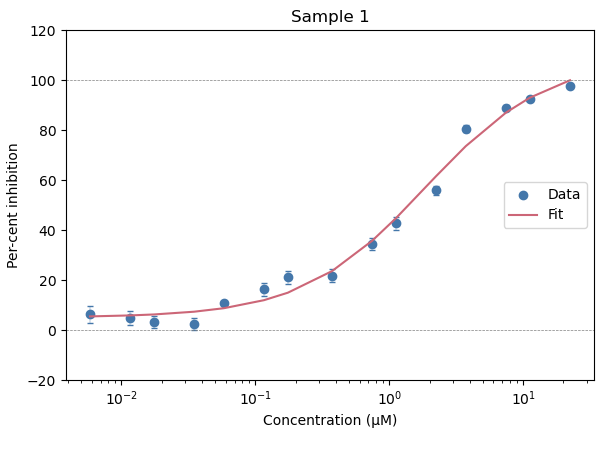 Sample 1
Per-cent inhibition
120
100
80
60
40
20
0
−20
Data
Fit
10⁻² 10⁻¹ 10⁰ 10¹
Concentration (µM)